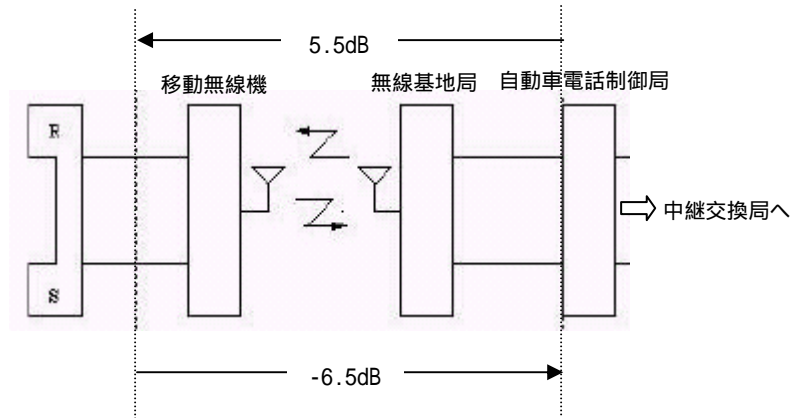 5.5dB
移動無線機
無線基地局
自動車電話制御局
R
中継交換局へ
S
-6.5dB